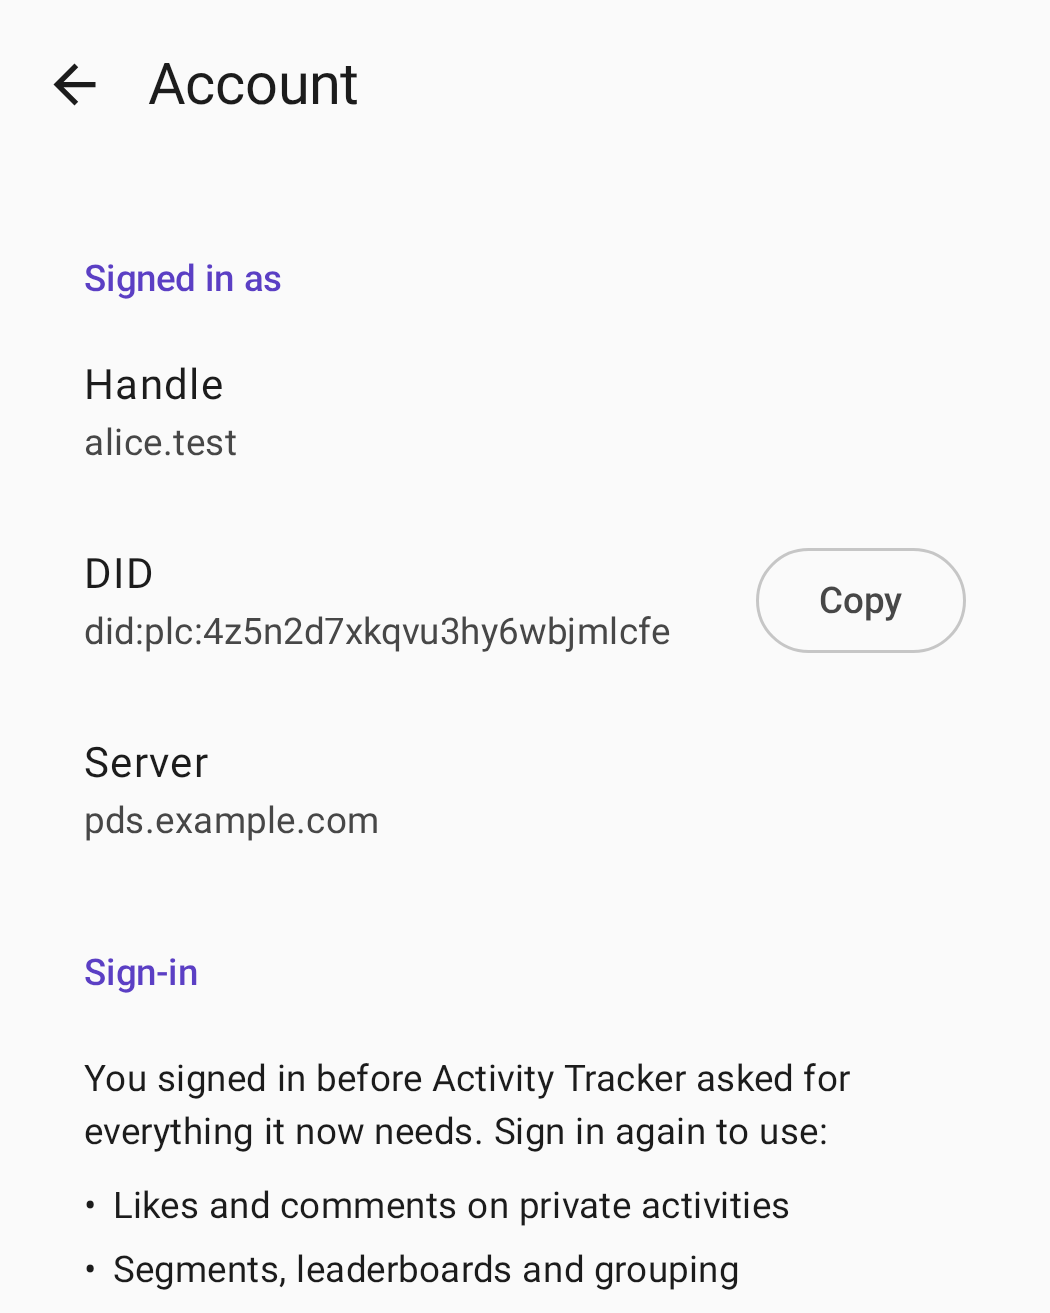 Account
Signed in as
Handle
alice.test
DID
did:plc:4z5n2d7xkqvu3hy6wbjmlcfe
Copy
Server
pds.example.com
Sign-in
You signed in before Activity Tracker asked for
everything it now needs. Sign in again to use:
• Likes and comments on private activities
• Segments, leaderboards and grouping